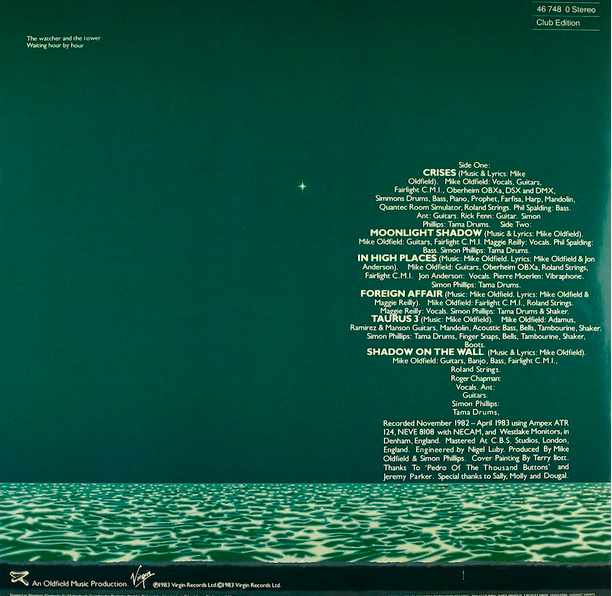 46 748 0 Stereo
Club Edition
The watcher and the tower
Waiting hour by hour
Side One:
CRISES (Music & Lyrics: Mike
Oldfield). Mike Oldfield: Vocals, Guitars,
Fairlight C.M.I., Oberheim OBXa, DSX and DMX,
Simmons Drums, Bass, Piano, Prophet, Farfisa, Harp, Mandolin,
Quantec Room Simulator, Roland Strings. Phil Spalding: Bass.
Ant: Guitars. Rick Fenn: Guitar. Simon
Phillips: Tama Drums. Side Two:
MOONLIGHT SHADOW (Music & Lyrics: Mike Oldfield).
Mike Oldfield: Guitars, Fairlight C.M.I. Maggie Reilly: Vocals. Phil Spalding:
Bass. Simon Phillips: Tama Drums.
IN HIGH PLACES (Music: Mike Oldfield. Lyrics: Mike Oldfield & Jon
Anderson). Mike Oldfield: Guitars, Oberheim OBXa, Roland Strings,
Fairlight C.M.I. Jon Anderson: Vocals. Pierre Moerlen: Vibraphone.
Simon Phillips: Tama Drums.
FOREIGN AFFAIR (Music: Mike Oldfield. Lyrics: Mike Oldfield &
Maggie Reilly). Mike Oldfield: Fairlight C.M.I., Roland Strings.
Maggie Reilly: Vocals. Simon Phillips: Tama Drums & Shaker.
TAURUS 3 (Music: Mike Oldfield). Mike Oldfield: Adamus,
Ramirez & Manson Guitars, Mandolin, Acoustic Bass, Bells, Tambourine, Shaker.
Simon Phillips: Tama Drums, Finger Snaps, Bells, Tambourine, Shaker,
Boots.
SHADOW ON THE WALL (Music & Lyrics: Mike Oldfield).
Mike Oldfield: Guitars, Banjo, Bass, Fairlight C.M.I.,
Roland Strings.
Roger Chapman:
Vocals. Ant:
Guitars.
Simon Phillips:
Tama Drums,
Recorded November 1982 – April 1983 using Ampex ATR
124, NEVE 8108 with NECAM, and Westlake Monitors, in
Denham, England. Mastered At C.B.S. Studios, London,
England. Engineered by Nigel Luby. Produced By Mike
Oldfield & Simon Phillips. Cover Painting By Terry Ilott.
Thanks To 'Pedro Of The Thousand Buttons' and
Jeremy Parker. Special thanks to Sally, Molly and Dougal.
An Oldfield Music Production. Virgin ℗1983 Virgin Records Ltd. ©1983 Virgin Records Ltd.